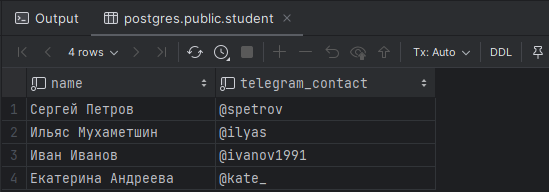 Output postgres.public.student
4 rows Tx: Auto DDL
name telegram_contact
1 Сергей Петров @spetrov
2 Ильяс Мухаметшин @ilyas
3 Иван Иванов @ivanov1991
4 Екатерина Андреева @kate_